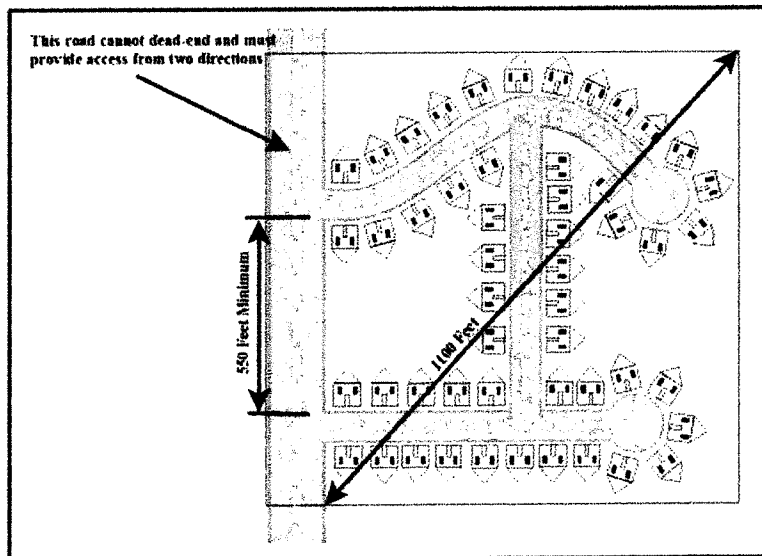 This road cannot dead-end and must
provide access from two directions
550 Feet Minimum
1100 Feet